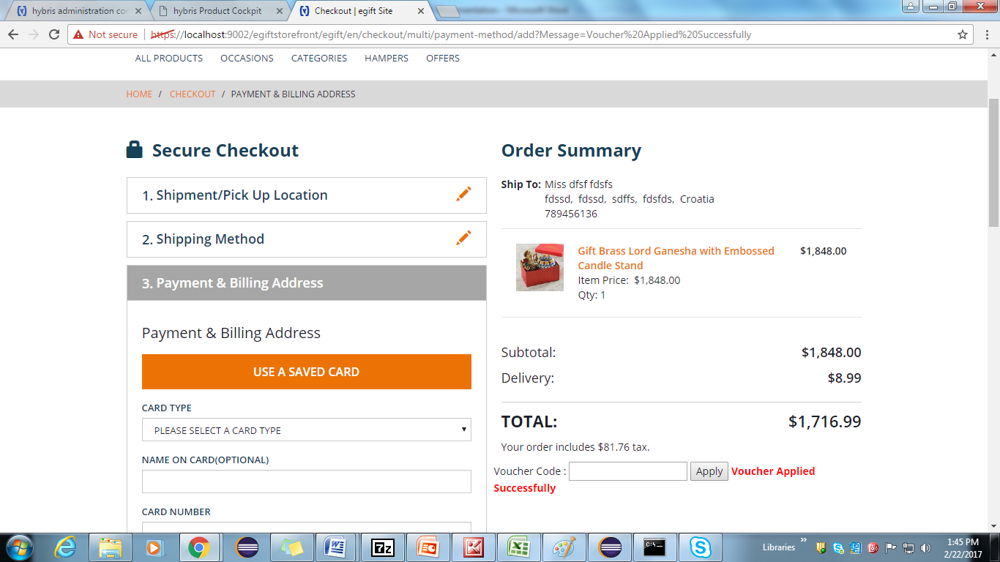 hybris administration cor
hybris Product Cockpit
Checkout | egift Site
Microsoft Word
Not secure
https://localhost:9002/egiftstorefront/egift/en/checkout/multi/payment-method/add?Message=Voucher%20Applied%20Successfully
ALL PRODUCTS OCCASIONS CATEGORIES HAMPERS OFFERS
HOME / CHECKOUT / PAYMENT & BILLING ADDRESS
Secure Checkout
1. Shipment/Pick Up Location
2. Shipping Method
3. Payment & Billing Address
Payment & Billing Address
USE A SAVED CARD
CARD TYPE
PLEASE SELECT A CARD TYPE
NAME ON CARD(OPTIONAL)
CARD NUMBER
Order Summary
Ship To: Miss dfsf fdsfs
fdssd, fdssd, sdffs, fdsfds, Croatia
789456136
Gift Brass Lord Ganesha with Embossed $1,848.00
Candle Stand
Item Price: $1,848.00
Qty: 1
Subtotal: $1,848.00
Delivery: $8.99
TOTAL: $1,716.99
Your order includes $81.76 tax.
Voucher Code : Apply Voucher Applied
Successfully
7z
C:\_
Libraries
1:45 PM
2/22/2017